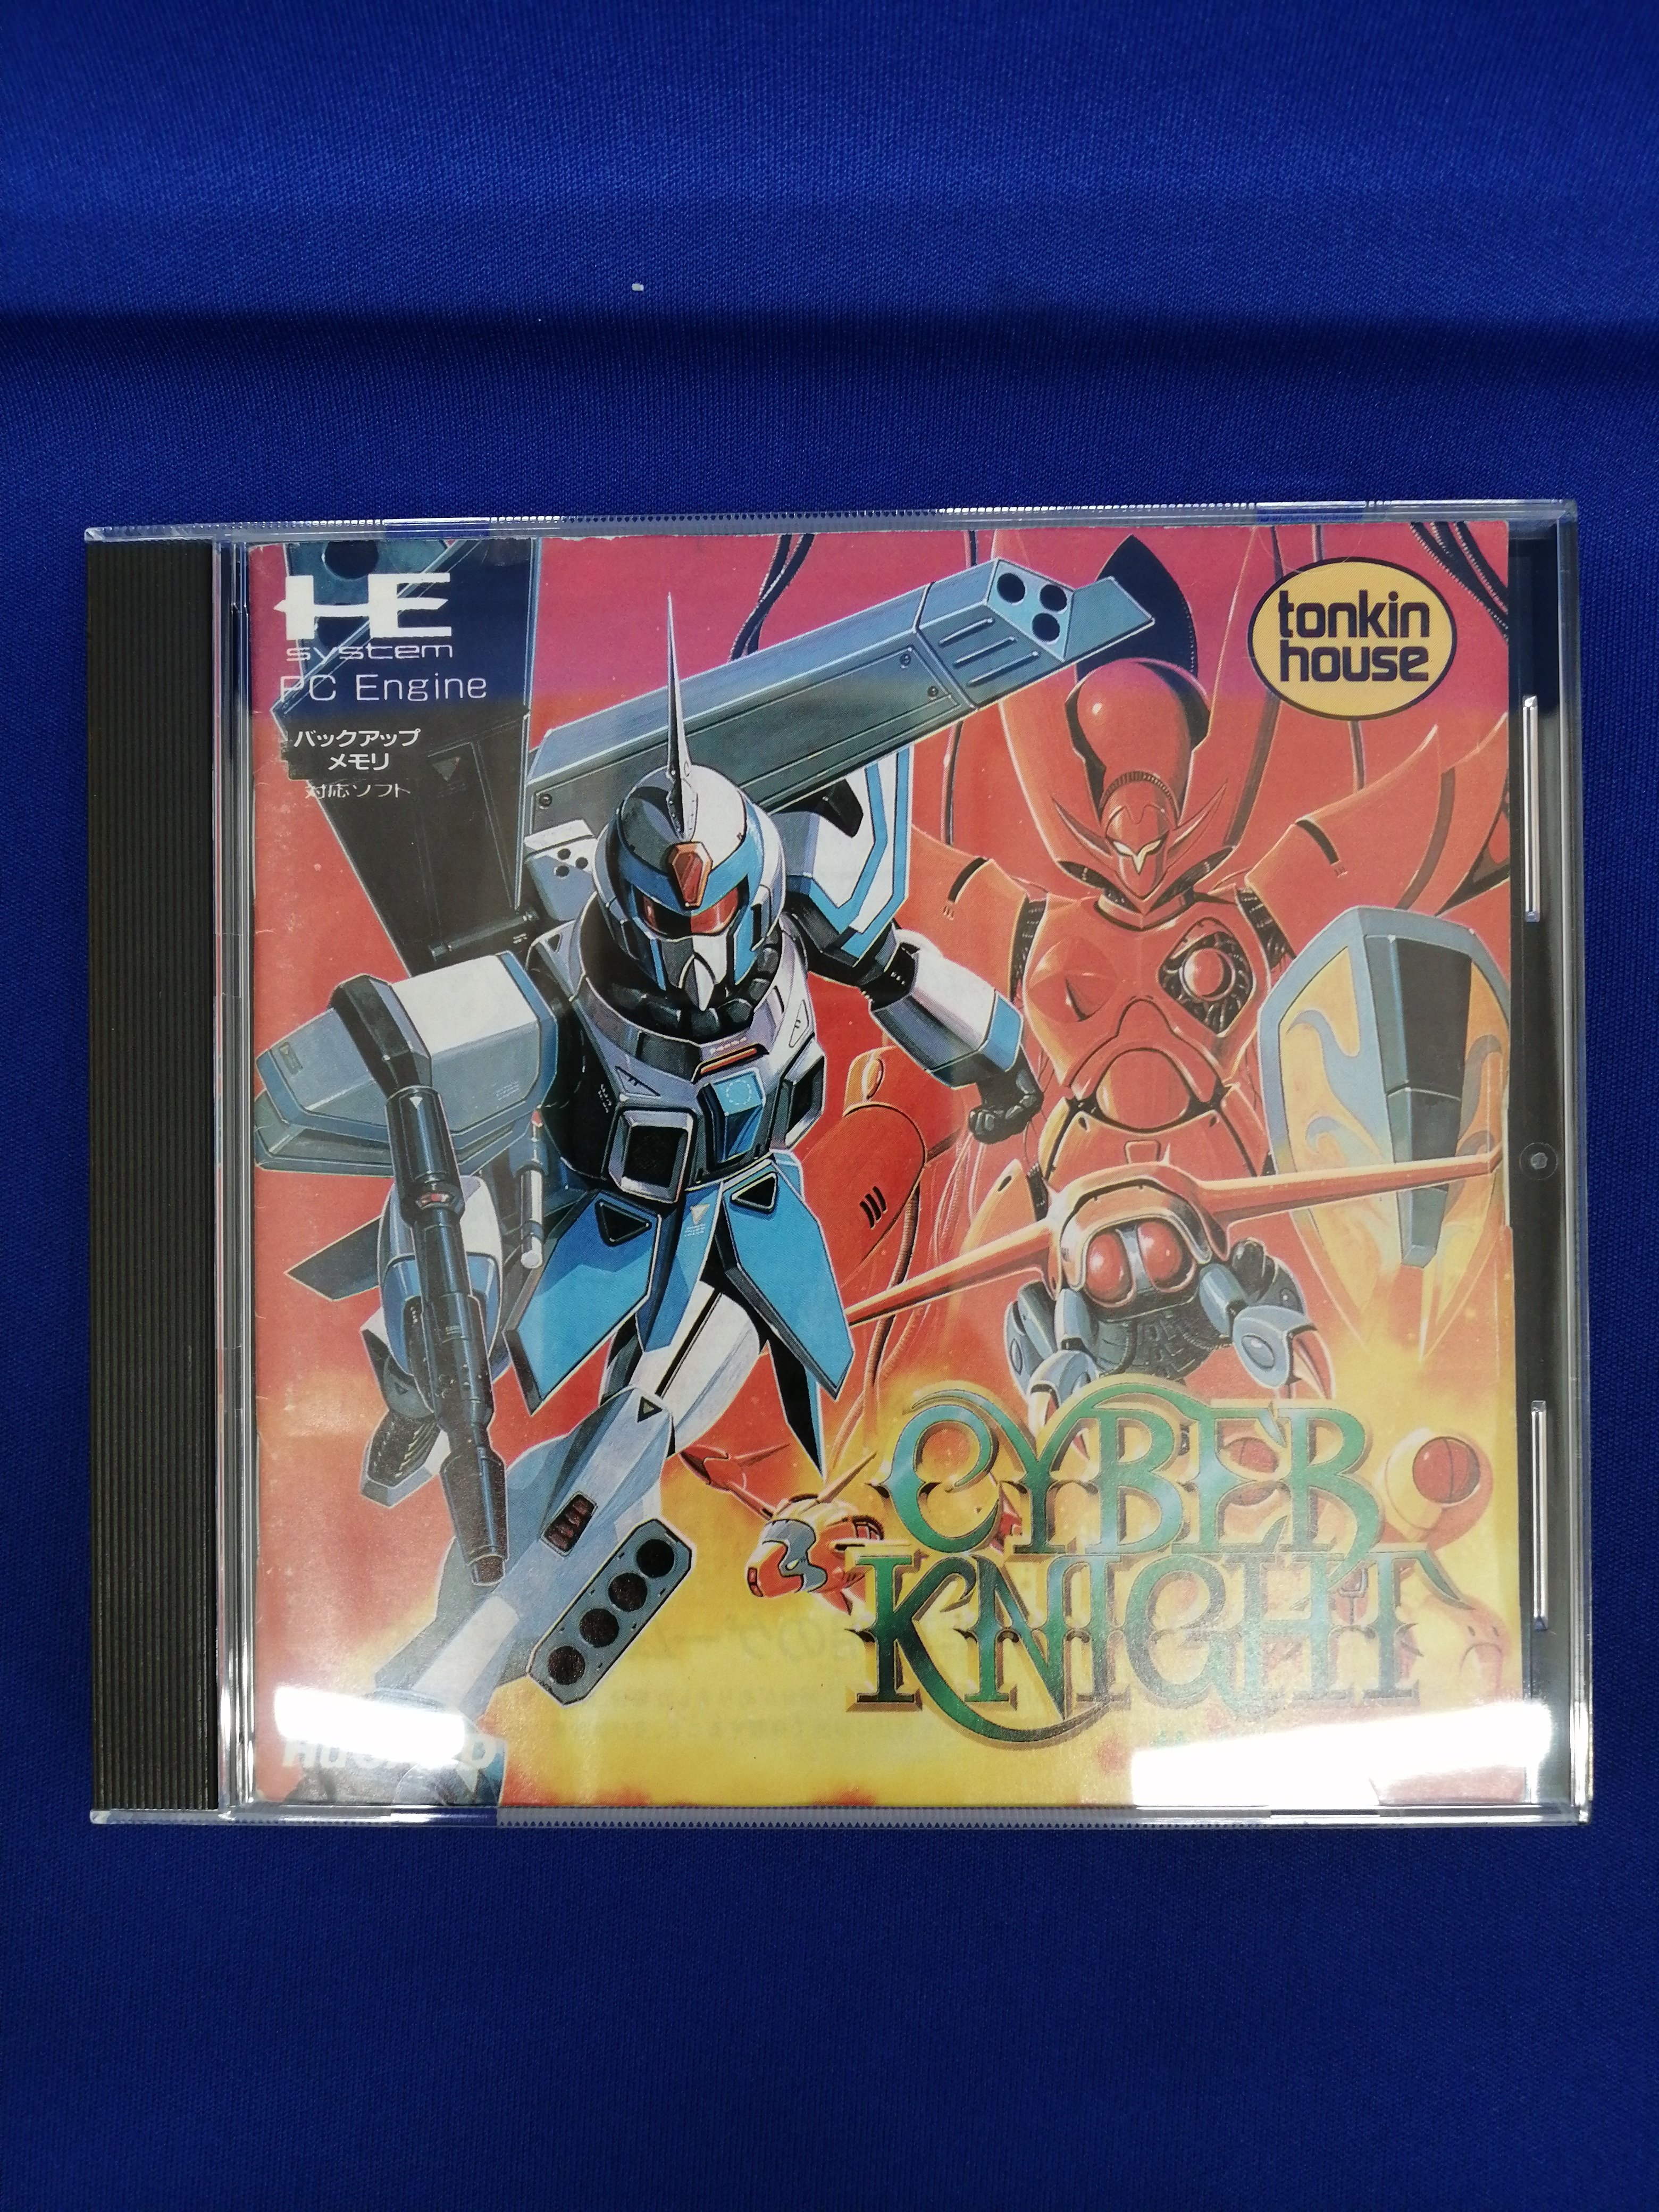 HE
system
PC Engine
バックアップ
メモリ
対応ソフト
tonkin
house
CYBER
KNIGHT